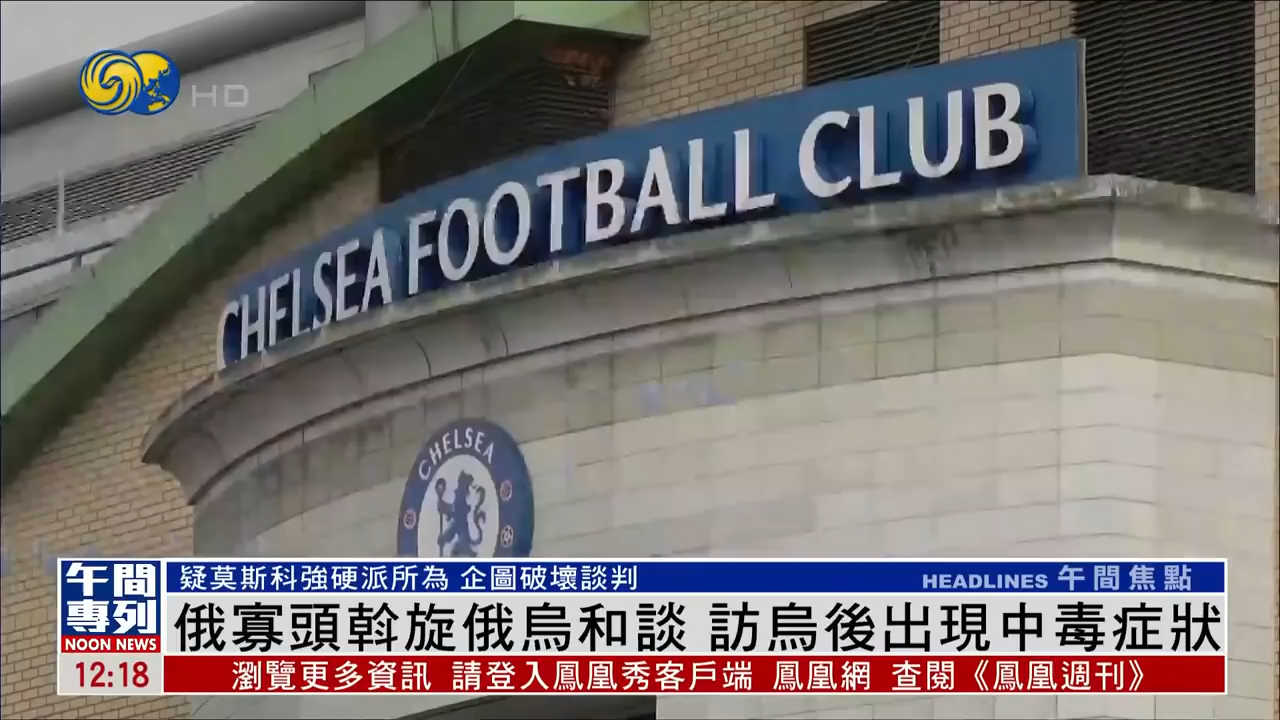 HD
CHELSEA FOOTBALL CLUB
CHELSEA
午間專列
NOON NEWS
疑莫斯科強硬派所為 企圖破壞談判
HEADLINES 午間焦點
俄寡頭斡旋俄烏和談 訪烏後出現中毒症狀
12:18
瀏覽更多資訊 請登入鳳凰秀客戶端 鳳凰網 查閱《鳳凰週刊》